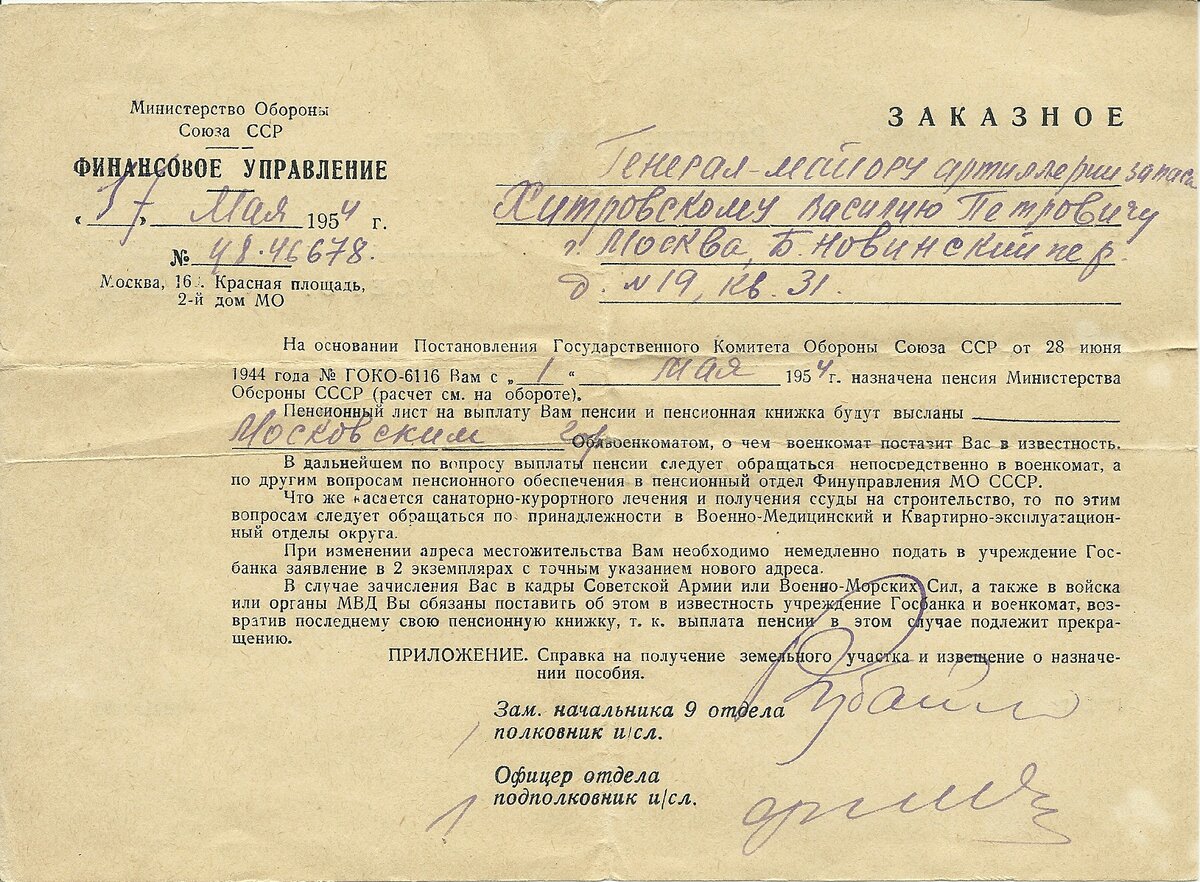 Министерство Обороны
Союза ССР
ФИНАНСОВОЕ УПРАВЛЕНИЕ
„17" Мая 1954 г.
№ 48.46678.
Москва, 16. Красная площадь,
2-й дом МО
ЗАКАЗНОЕ
Генерал-майору артиллерии запаса
Хитровскому Василию Петровичу
г. Москва, Б. Новинский пер.
д. № 19, кв. 31.
На основании Постановления Государственного Комитета Обороны Союза ССР от 28 июня
1944 года № ГОКО-6116 Вам с „1" мая 1954 г. назначена пенсия Министерства
Обороны СССР (расчет см. на обороте).
Пенсионный лист на выплату Вам пенсии и пенсионная книжка будут высланы
Московским гор Облвоенкоматом, о чем военкомат поставит Вас в известность.
В дальнейшем по вопросу выплаты пенсии следует обращаться непосредственно в военкомат, а
по другим вопросам пенсионного обеспечения в пенсионный отдел Финуправления МО СССР.
Что же касается санаторно-курортного лечения и получения ссуды на строительство, то по этим
вопросам следует обращаться по принадлежности в Военно-Медицинский и Квартирно-эксплуатацион-
ный отделы округа.
При изменении адреса местожительства Вам необходимо немедленно подать в учреждение Гос-
банка заявление в 2 экземплярах с точным указанием нового адреса.
В случае зачисления Вас в кадры Советской Армии или Военно-Морских Сил, а также в войска
или органы МВД Вы обязаны поставить об этом в известность учреждение Госбанка и военкомат, воз-
вратив последнему свою пенсионную книжку, т. к. выплата пенсии в этом случае подлежит прекра-
щению.
ПРИЛОЖЕНИЕ. Справка на получение земельного участка и извещение о назначе-
нии пособия.
Зам. начальника 9 отдела
полковник и/сл.
Офицер отдела
подполковник и/сл.